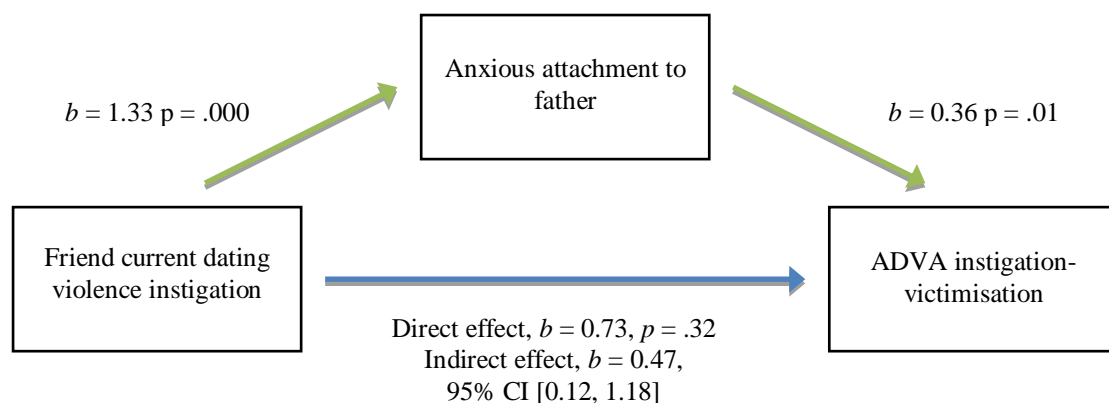 Anxious attachment to
father
b = 1.33 p = .000
b = 0.36 p = .01
Friend current dating
violence instigation
ADVA instigation-
victimisation
Direct effect, b = 0.73, p = .32
Indirect effect, b = 0.47,
95% CI [0.12, 1.18]